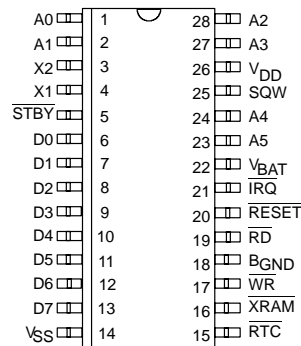 A0 1 28 A2
A1 2 27 A3
X2 3 26 VDD
X1 4 25 SQW
STBY 5 24 A4
D0 6 23 A5
D1 7 22 VBAT
D2 8 21 IRQ
D3 9 20 RESET
D4 10 19 RD
D5 11 18 BGND
D6 12 17 WR
D7 13 16 XRAM
VSS 14 15 RTC